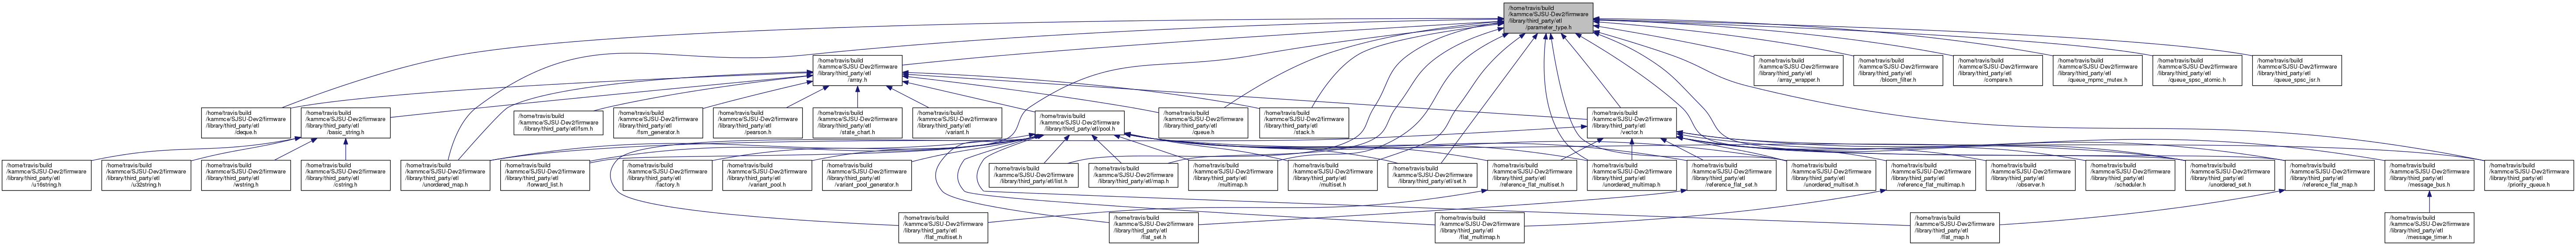 /home/travis/build
/kammce/SJSU-Dev2/firmware
/library/third_party/etl
/parameter_type.h
/home/travis/build
/kammce/SJSU-Dev2/firmware
/library/third_party/etl
/array.h
/home/travis/build
/kammce/SJSU-Dev2/firmware
/library/third_party/etl
/array_wrapper.h
/home/travis/build
/kammce/SJSU-Dev2/firmware
/library/third_party/etl
/bloom_filter.h
/home/travis/build
/kammce/SJSU-Dev2/firmware
/library/third_party/etl
/compare.h
/home/travis/build
/kammce/SJSU-Dev2/firmware
/library/third_party/etl
/queue_mpmc_mutex.h
/home/travis/build
/kammce/SJSU-Dev2/firmware
/library/third_party/etl
/queue_spsc_atomic.h
/home/travis/build
/kammce/SJSU-Dev2/firmware
/library/third_party/etl
/queue_spsc_isr.h
/home/travis/build
/kammce/SJSU-Dev2/firmware
/library/third_party/etl
/deque.h
/home/travis/build
/kammce/SJSU-Dev2/firmware
/library/third_party/etl
/basic_string.h
/home/travis/build
/kammce/SJSU-Dev2/firmware
/library/third_party/etl/fsm.h
/home/travis/build
/kammce/SJSU-Dev2/firmware
/library/third_party/etl
/fsm_generator.h
/home/travis/build
/kammce/SJSU-Dev2/firmware
/library/third_party/etl
/pearson.h
/home/travis/build
/kammce/SJSU-Dev2/firmware
/library/third_party/etl
/state_chart.h
/home/travis/build
/kammce/SJSU-Dev2/firmware
/library/third_party/etl
/variant.h
/home/travis/build
/kammce/SJSU-Dev2/firmware
/library/third_party/etl/pool.h
/home/travis/build
/kammce/SJSU-Dev2/firmware
/library/third_party/etl
/queue.h
/home/travis/build
/kammce/SJSU-Dev2/firmware
/library/third_party/etl
/stack.h
/home/travis/build
/kammce/SJSU-Dev2/firmware
/library/third_party/etl
/vector.h
/home/travis/build
/kammce/SJSU-Dev2/firmware
/library/third_party/etl
/u16string.h
/home/travis/build
/kammce/SJSU-Dev2/firmware
/library/third_party/etl
/u32string.h
/home/travis/build
/kammce/SJSU-Dev2/firmware
/library/third_party/etl
/wstring.h
/home/travis/build
/kammce/SJSU-Dev2/firmware
/library/third_party/etl
/cstring.h
/home/travis/build
/kammce/SJSU-Dev2/firmware
/library/third_party/etl
/unordered_map.h
/home/travis/build
/kammce/SJSU-Dev2/firmware
/library/third_party/etl
/forward_list.h
/home/travis/build
/kammce/SJSU-Dev2/firmware
/library/third_party/etl
/factory.h
/home/travis/build
/kammce/SJSU-Dev2/firmware
/library/third_party/etl
/variant_pool.h
/home/travis/build
/kammce/SJSU-Dev2/firmware
/library/third_party/etl
/variant_pool_generator.h
/home/travis/build
/kammce/SJSU-Dev2/firmware
/library/third_party/etl/list.h
/home/travis/build
/kammce/SJSU-Dev2/firmware
/library/third_party/etl/map.h
/home/travis/build
/kammce/SJSU-Dev2/firmware
/library/third_party/etl
/multimap.h
/home/travis/build
/kammce/SJSU-Dev2/firmware
/library/third_party/etl
/multiset.h
/home/travis/build
/kammce/SJSU-Dev2/firmware
/library/third_party/etl/set.h
/home/travis/build
/kammce/SJSU-Dev2/firmware
/library/third_party/etl
/reference_flat_multiset.h
/home/travis/build
/kammce/SJSU-Dev2/firmware
/library/third_party/etl
/unordered_multimap.h
/home/travis/build
/kammce/SJSU-Dev2/firmware
/library/third_party/etl
/reference_flat_set.h
/home/travis/build
/kammce/SJSU-Dev2/firmware
/library/third_party/etl
/unordered_multiset.h
/home/travis/build
/kammce/SJSU-Dev2/firmware
/library/third_party/etl
/reference_flat_multimap.h
/home/travis/build
/kammce/SJSU-Dev2/firmware
/library/third_party/etl
/observer.h
/home/travis/build
/kammce/SJSU-Dev2/firmware
/library/third_party/etl
/scheduler.h
/home/travis/build
/kammce/SJSU-Dev2/firmware
/library/third_party/etl
/unordered_set.h
/home/travis/build
/kammce/SJSU-Dev2/firmware
/library/third_party/etl
/reference_flat_map.h
/home/travis/build
/kammce/SJSU-Dev2/firmware
/library/third_party/etl
/message_bus.h
/home/travis/build
/kammce/SJSU-Dev2/firmware
/library/third_party/etl
/priority_queue.h
/home/travis/build
/kammce/SJSU-Dev2/firmware
/library/third_party/etl
/flat_multiset.h
/home/travis/build
/kammce/SJSU-Dev2/firmware
/library/third_party/etl
/flat_set.h
/home/travis/build
/kammce/SJSU-Dev2/firmware
/library/third_party/etl
/flat_multimap.h
/home/travis/build
/kammce/SJSU-Dev2/firmware
/library/third_party/etl
/flat_map.h
/home/travis/build
/kammce/SJSU-Dev2/firmware
/library/third_party/etl
/message_timer.h